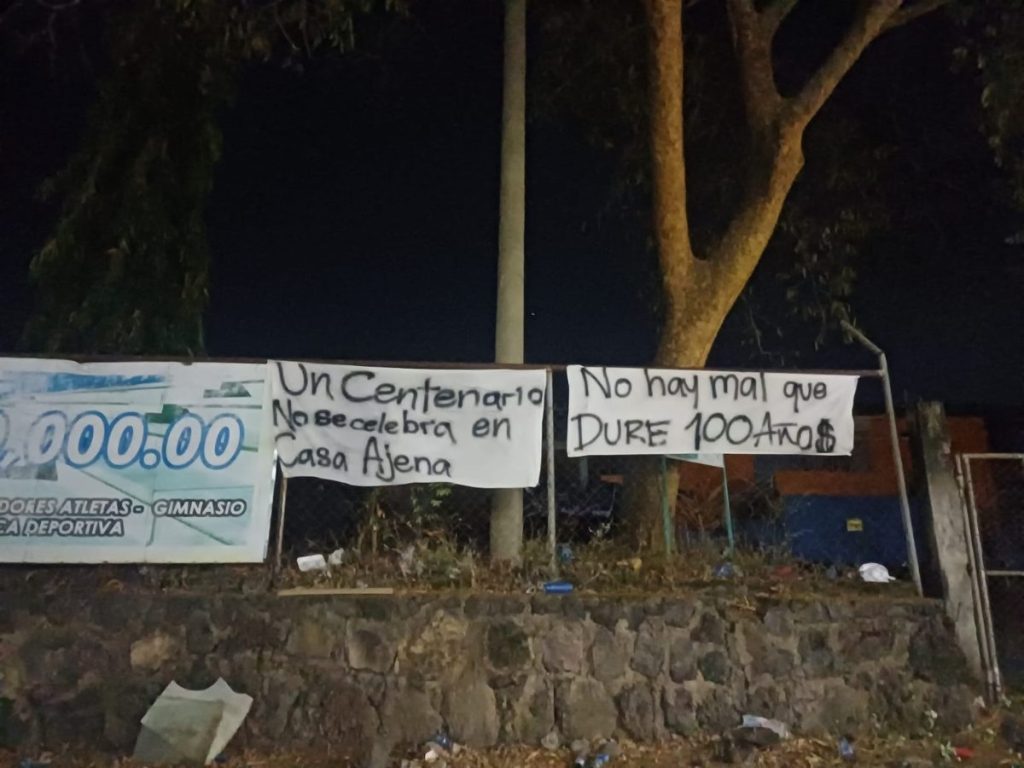 ,000.00
DORES ATLETAS - GIMNASIO
CA DEPORTIVA
Un Centenario
No se celebra en
Casa Ajena
No hay mal que
DURE 100 Año$